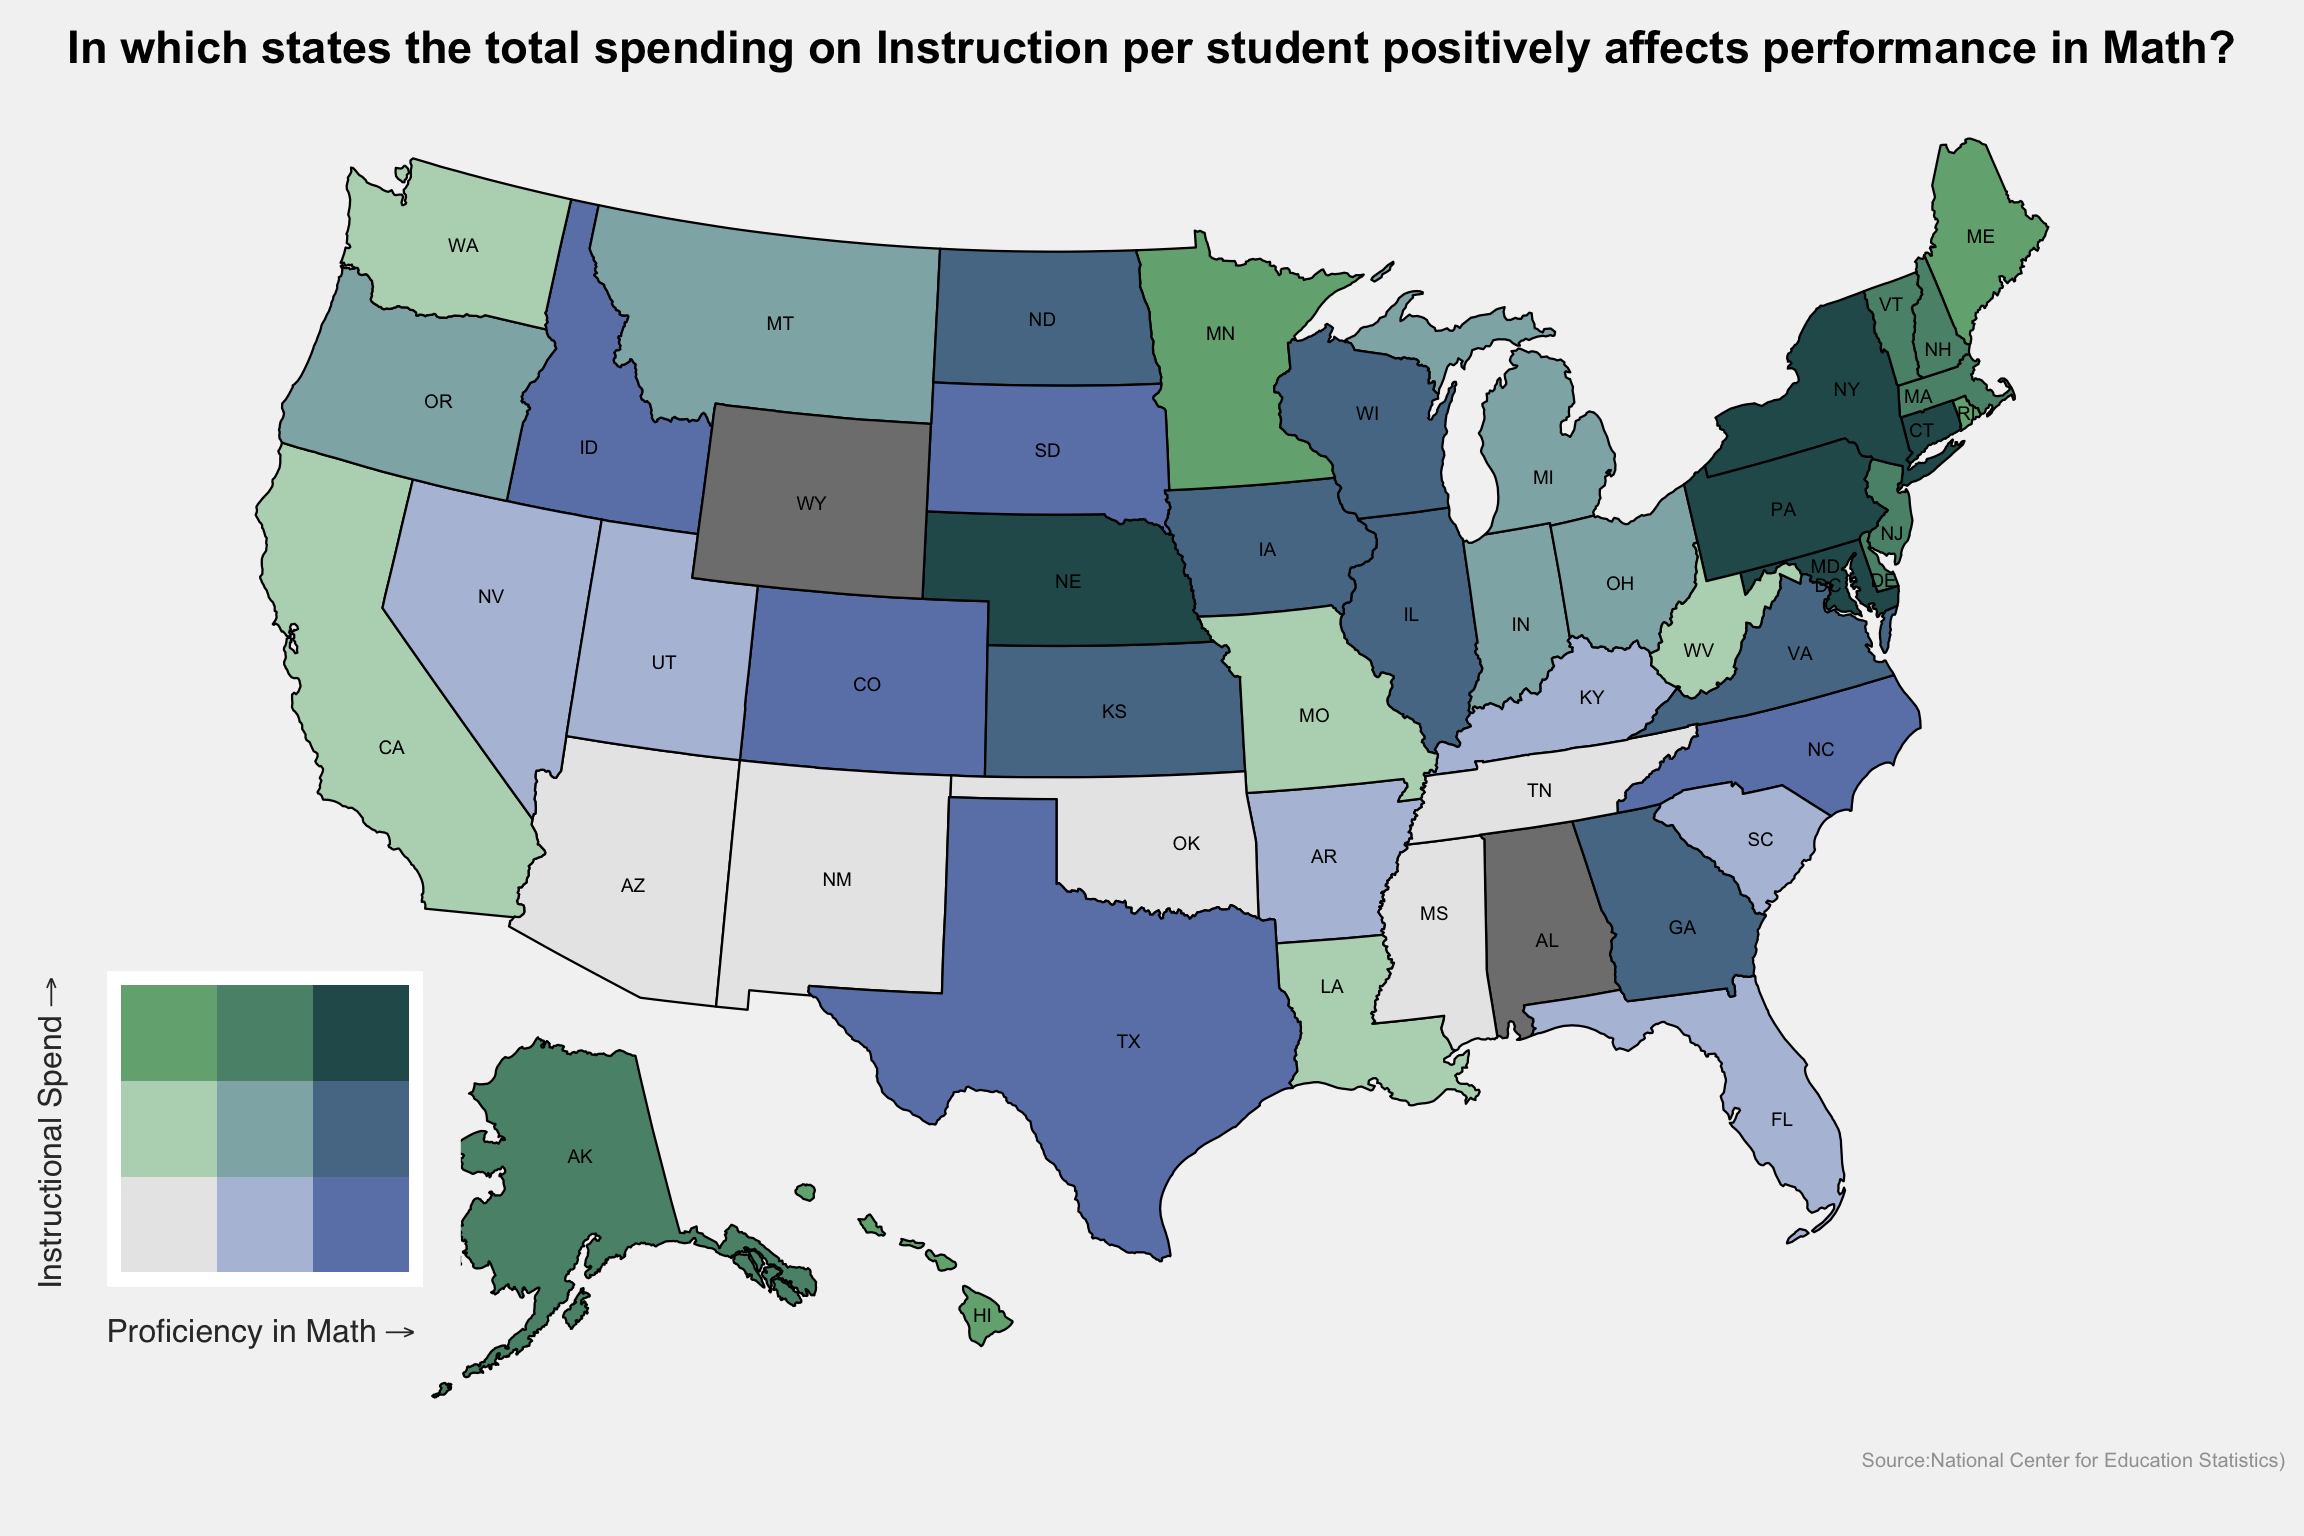 In which states the total spending on Instruction per student positively affects performance in Math?
WA
ME
MT
ND
MN
VT
NH
OR
ID
SD
WI
NY
MA
RI
CT
MI
WY
PA
NJ
IA
NE
MD
DE
DC
NV
OH
IL
IN
UT
WV
VA
CO
KS
KY
MO
CA
NC
TN
OK
SC
AR
AZ
NM
MS
GA
AL
LA
TX
FL
AK
HI
Instructional Spend →
Proficiency in Math →
Source:National Center for Education Statistics)